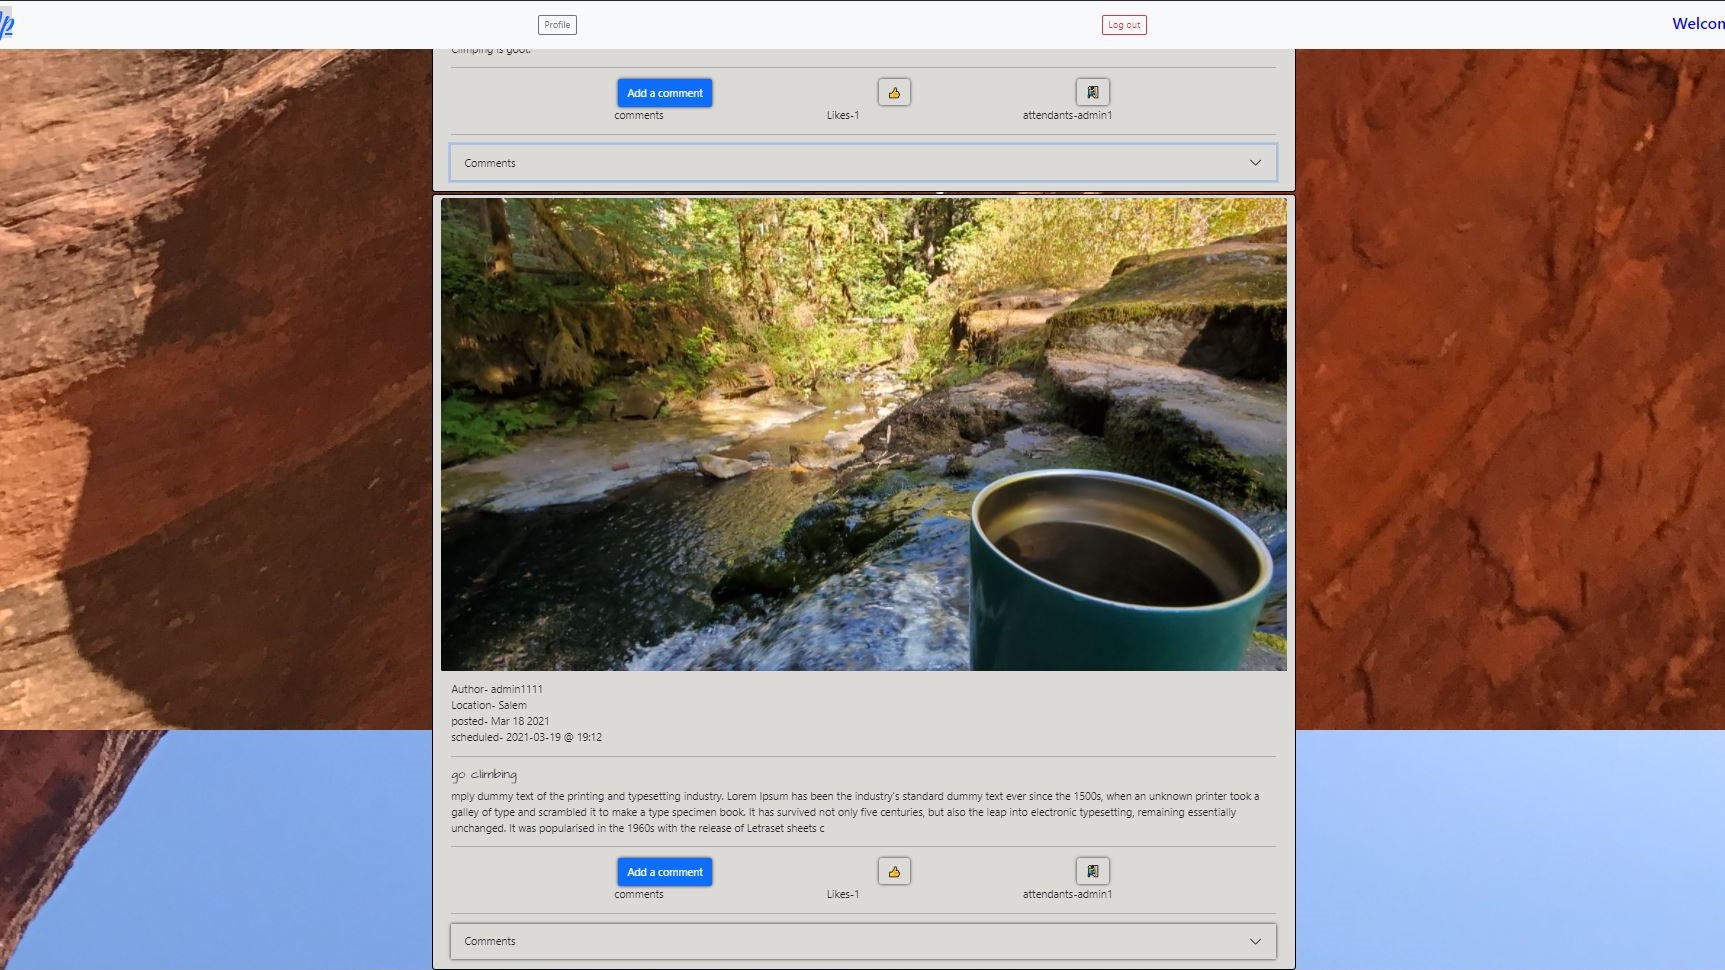 Profile
Log out
Climping is goot.
Add a comment
comments
Likes-1
attendants-admin1
Comments
Author- admin1111
Location- Salem
posted- Mar 18 2021
scheduled- 2021-03-19 @ 19:12
go climbing
mply dummy text of the printing and typesetting industry. Lorem Ipsum has been the industry's standard dummy text ever since the 1500s, when an unknown printer took a
galley of type and scrambled it to make a type specimen book. It has survived not only five centuries, but also the leap into electronic typesetting, remaining essentially
unchanged. It was popularised in the 1960s with the release of Letraset sheets c
Add a comment
comments
Likes-1
attendants-admin1
Comments